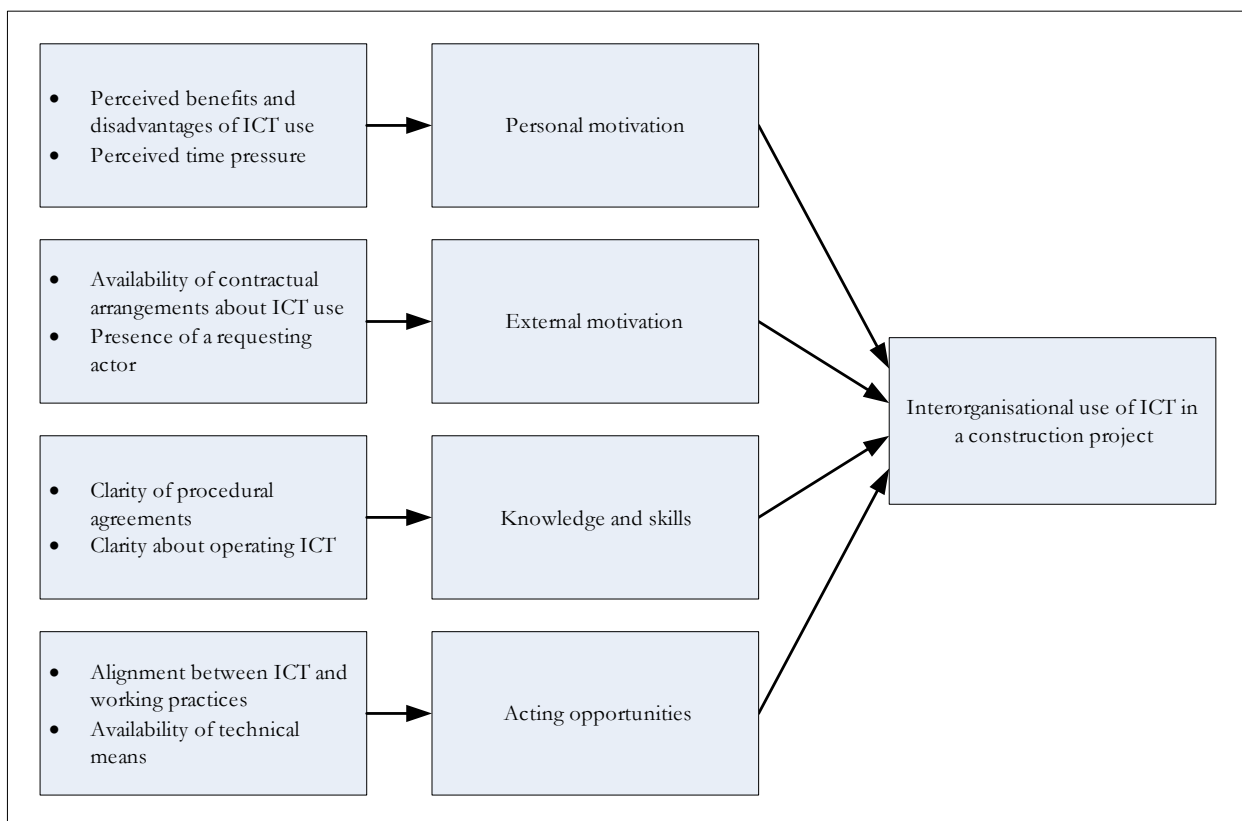 • Perceived benefits and
disadvantages of ICT use
• Perceived time pressure
Personal motivation
• Availability of contractual
arrangements about ICT use
• Presence of a requesting
actor
External motivation
Interorganisational use of ICT in
a construction project
• Clarity of procedural
agreements
• Clarity about operating ICT
Knowledge and skills
• Alignment between ICT and
working practices
• Availability of technical
means
Acting opportunities